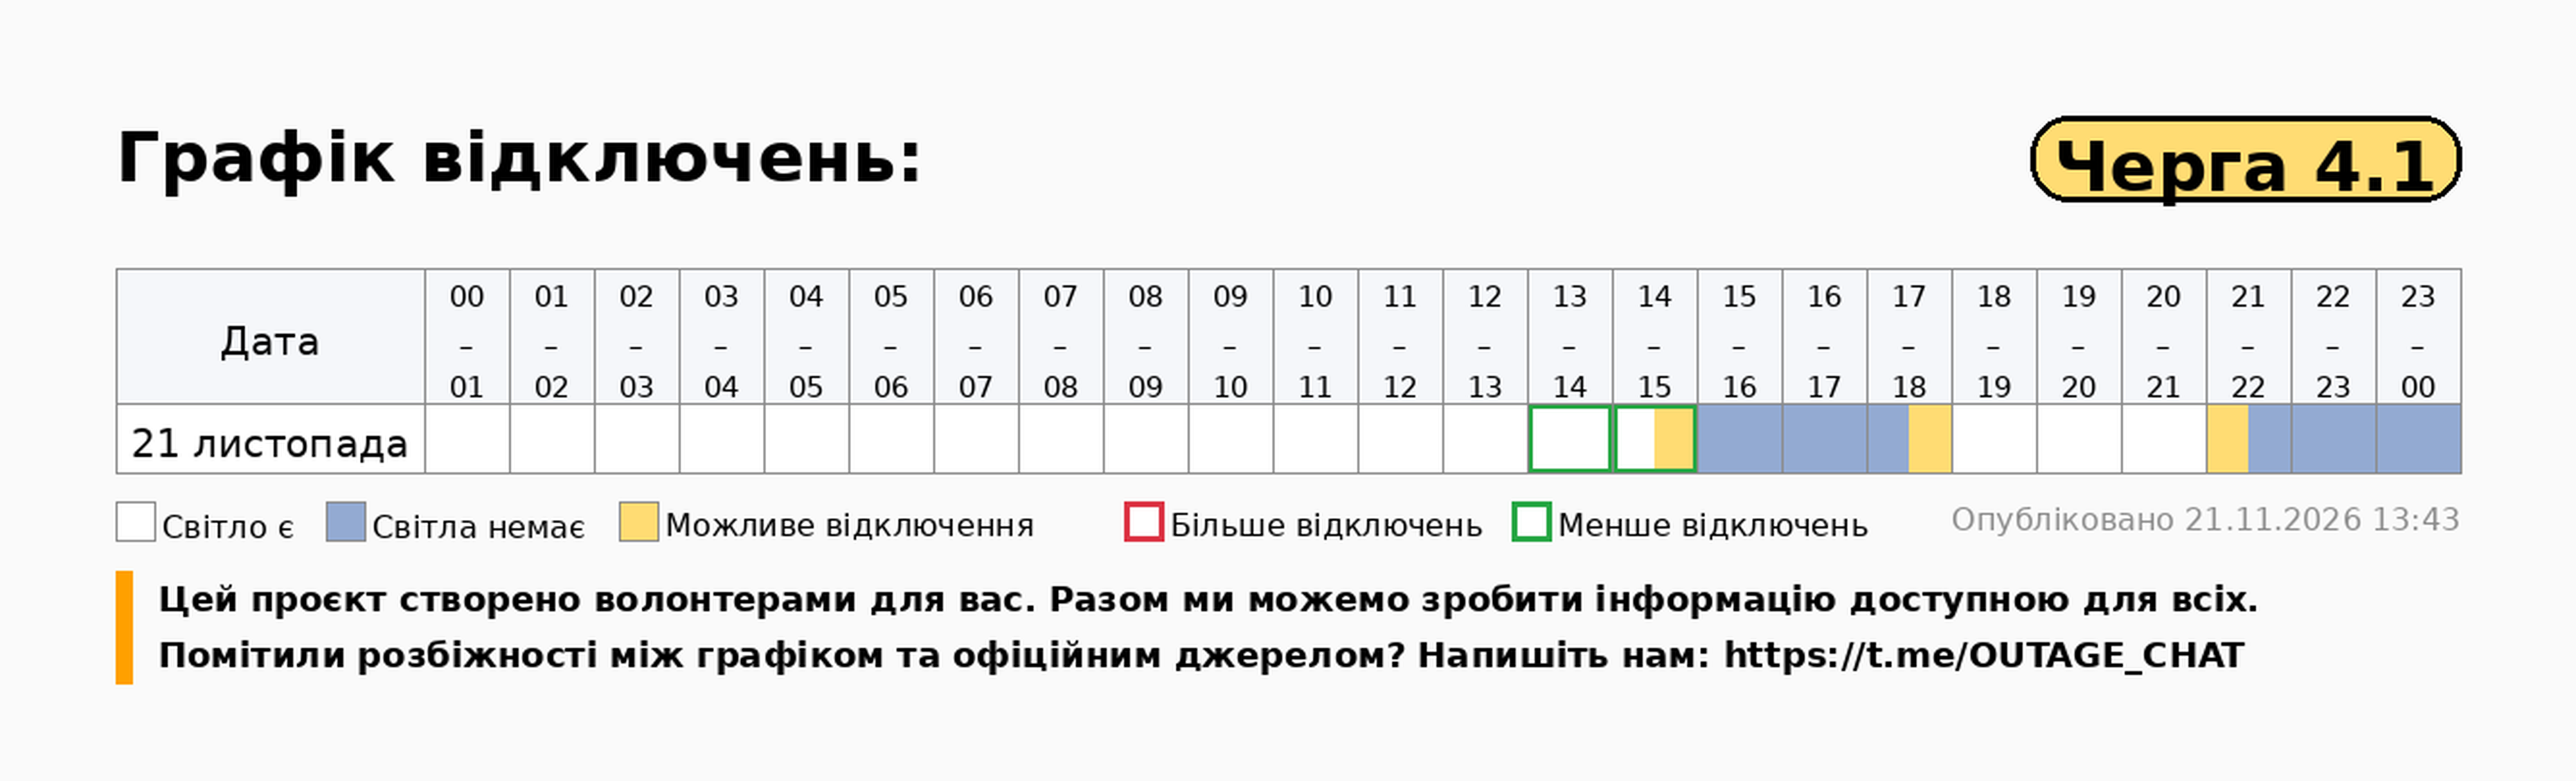 Графік відключень:
Черга 4.1
Дата
00 – 01
01 – 02
02 – 03
03 – 04
04 – 05
05 – 06
06 – 07
07 – 08
08 – 09
09 – 10
10 – 11
11 – 12
12 – 13
13 – 14
14 – 15
15 – 16
16 – 17
17 – 18
18 – 19
19 – 20
20 – 21
21 – 22
22 – 23
23 – 00
21 листопада
Світло є
Світла немає
Можливе відключення
Більше відключень
Менше відключень
Опубліковано 21.11.2026 13:43
Цей проєкт створено волонтерами для вас. Разом ми можемо зробити інформацію доступною для всіх.
Помітили розбіжності між графіком та офіційним джерелом? Напишіть нам: https://t.me/OUTAGE_CHAT